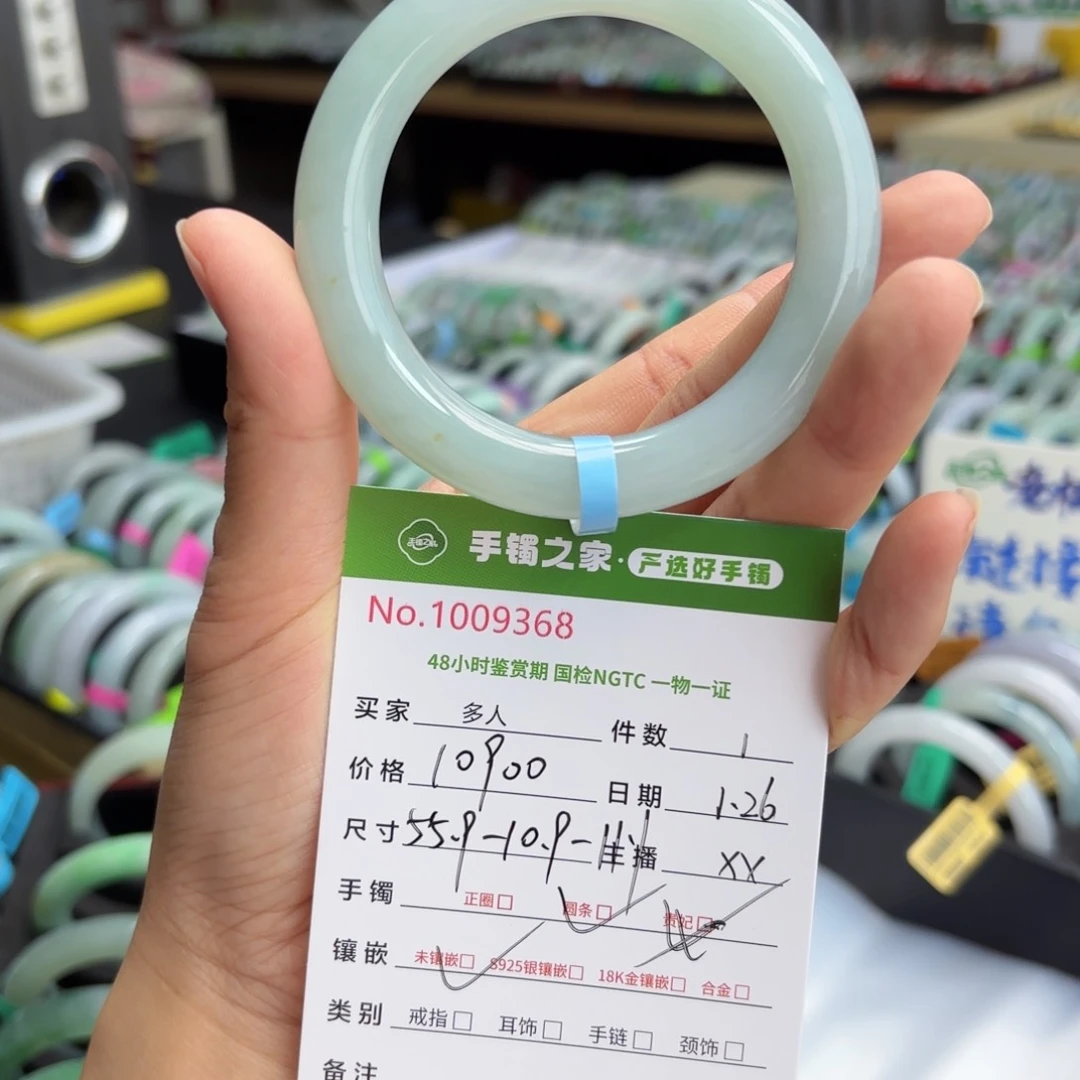 手镯之家·严选好手镯
No.1009368
48小时鉴赏期 国检NGTC 一物一证
买家 多人 件数 1
价格 10900 日期 1.26
尺寸 55.9-10.9-11.1 主播 XX
手镯 正圈□ 圆条□ 贵妃□
镶嵌 未镶嵌□ S925银镶嵌□ 18K金镶嵌□ 合金□
类别 戒指□ 耳饰□ 手链□ 颈饰□
备注